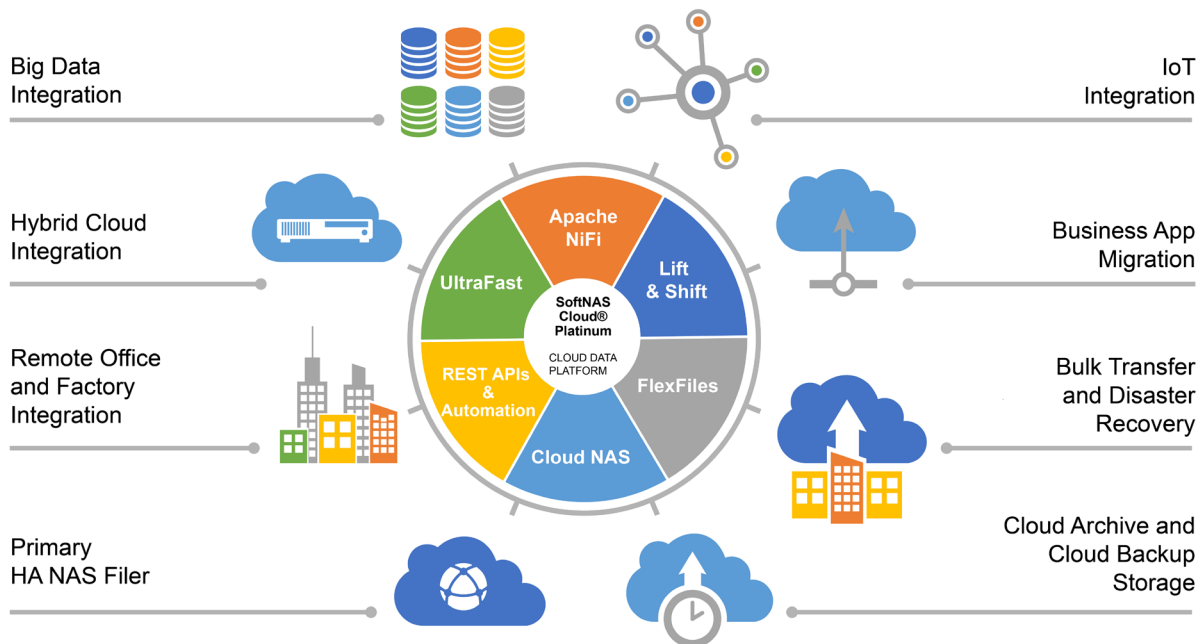 Big Data
Integration
IoT
Integration
Hybrid Cloud
Integration
Business App
Migration
Remote Office
and Factory
Integration
Bulk Transfer
and Disaster
Recovery
Primary
HA NAS Filer
Cloud Archive and
Cloud Backup
Storage
Apache
NiFi
UltraFast
Lift
& Shift
SoftNAS
Cloud®
Platinum
CLOUD DATA
PLATFORM
REST APIs
&
Automation
FlexFiles
Cloud NAS